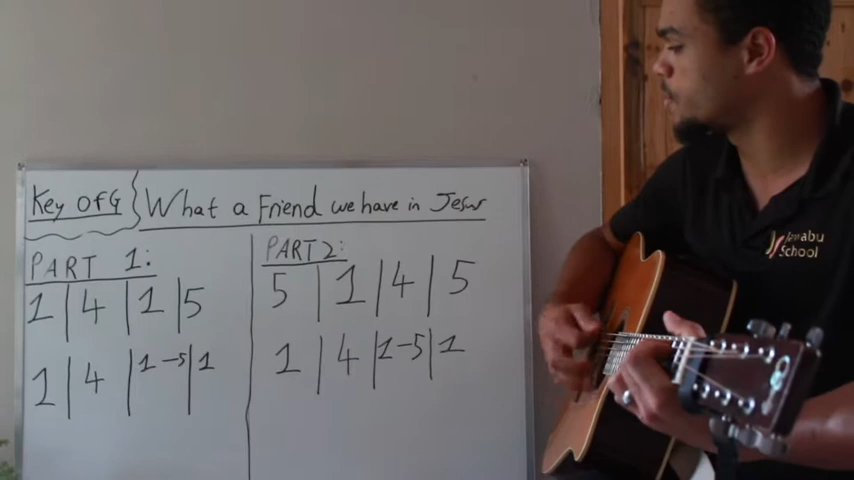 Key of G What a Friend we have in Jesus
PART 1:
1 | 4 | 1 | 5
1 | 4 | 1-5 | 1
PART 2:
5 | 1 | 4 | 5
1 | 4 | 1-5 | 1
School